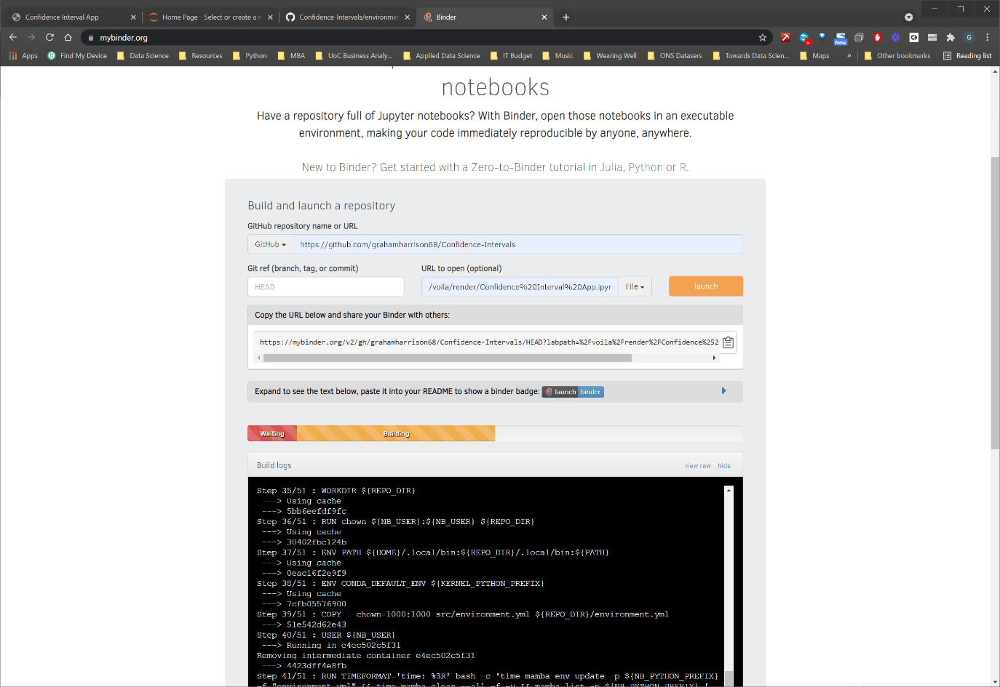 Confidence Interval App
Home Page - Select or create a n
Confidence-Intervals/environme
Binder
mybinder.org
New
G
Apps
Find My Device
Data Science
Resources
Python
MBA
UoC Business Analy...
Applied Data Science
IT Budget
Music
Wearing Well
ONS Datasers
Towards Data Scien...
Maps
»
Other bookmarks
Reading list
notebooks
Have a repository full of Jupyter notebooks? With Binder, open those notebooks in an executable
environment, making your code immediately reproducible by anyone, anywhere.
New to Binder? Get started with a Zero-to-Binder tutorial in Julia, Python or R.
Build and launch a repository
GitHub repository name or URL
GitHub
https://github.com/grahamharrison68/Confidence-Intervals
Git ref (branch, tag, or commit)
URL to open (optional)
HEAD
/voila/render/Confidence%20Interval%20App.ipyr
File
launch
Copy the URL below and share your Binder with others:
https://mybinder.org/v2/gh/grahamharrison68/Confidence-Intervals/HEAD?labpath=%2Fvoila%2Frender%2FConfidence%252
Expand to see the text below, paste it into your README to show a binder badge: launch binder
Waiting
Building
Build logs
view raw
hide
Step 35/51 : WORKDIR ${REPO_DIR}
---> Using cache
---> 5bb6eefdf9fc
Step 36/51 : RUN chown ${NB_USER}:${NB_USER} ${REPO_DIR}
---> Using cache
---> 30402fbc124b
Step 37/51 : ENV PATH ${HOME}/.local/bin:${REPO_DIR}/.local/bin:${PATH}
---> Using cache
---> 0eac16f2e9f9
Step 38/51 : ENV CONDA_DEFAULT_ENV ${KERNEL_PYTHON_PREFIX}
---> Using cache
---> 7cfb05576900
Step 39/51 : COPY --chown=1000:1000 src/environment.yml ${REPO_DIR}/environment.yml
---> 51e542d62e43
Step 40/51 : USER ${NB_USER}
---> Running in e4ec502c5f31
Removing intermediate container e4ec502c5f31
---> 4423dff4e8fb
Step 41/51 : RUN TIMEFORMAT='time: %3R' bash -c 'time mamba env update -p ${NB_PYTHON_PREFIX}
-f "environment.yml" && time mamba clean --all -f -y && mamba list -p ${NB_PYTHON_PREFIX} '